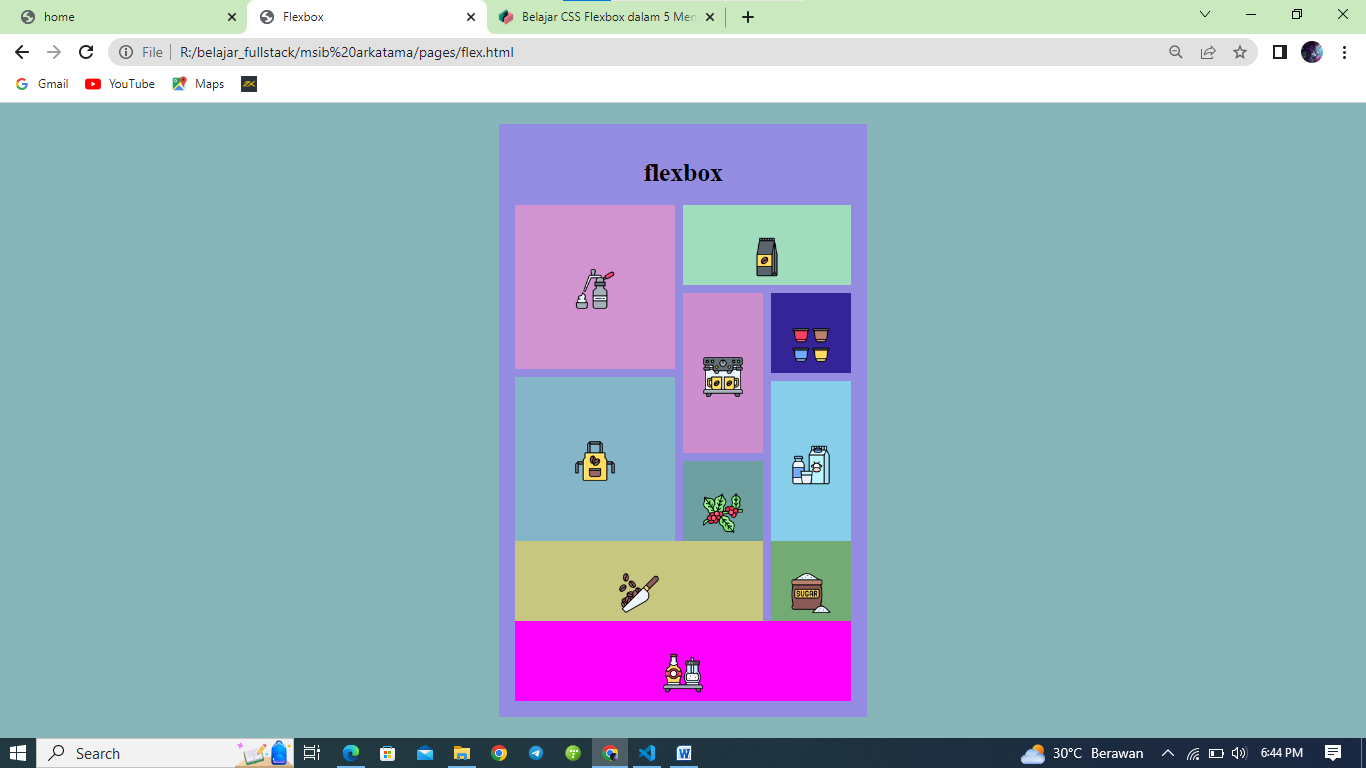 home
Flexbox
Belajar CSS Flexbox dalam 5 Men
File
R:/belajar_fullstack/msib%20arkatama/pages/flex.html
Gmail
YouTube
Maps
flexbox
SUGAR
Search
30°C Berawan
6:44 PM